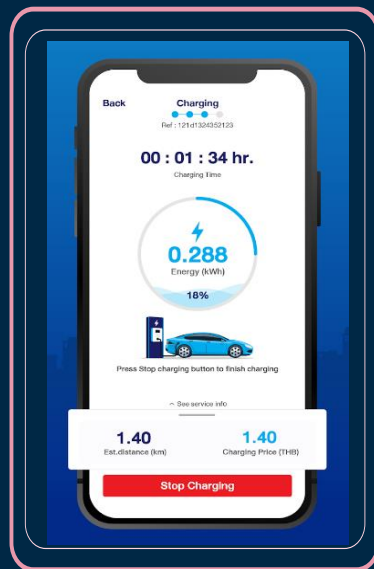 Back
Charging
Ref : 121d1324352123
00 : 01 : 34 hr.
Charging Time
0.288
Energy (kWh)
18%
Press Stop charging button to finish charging
See service info
1.40
Est.distance (km)
1.40
Charging Price (THB)
Stop Charging